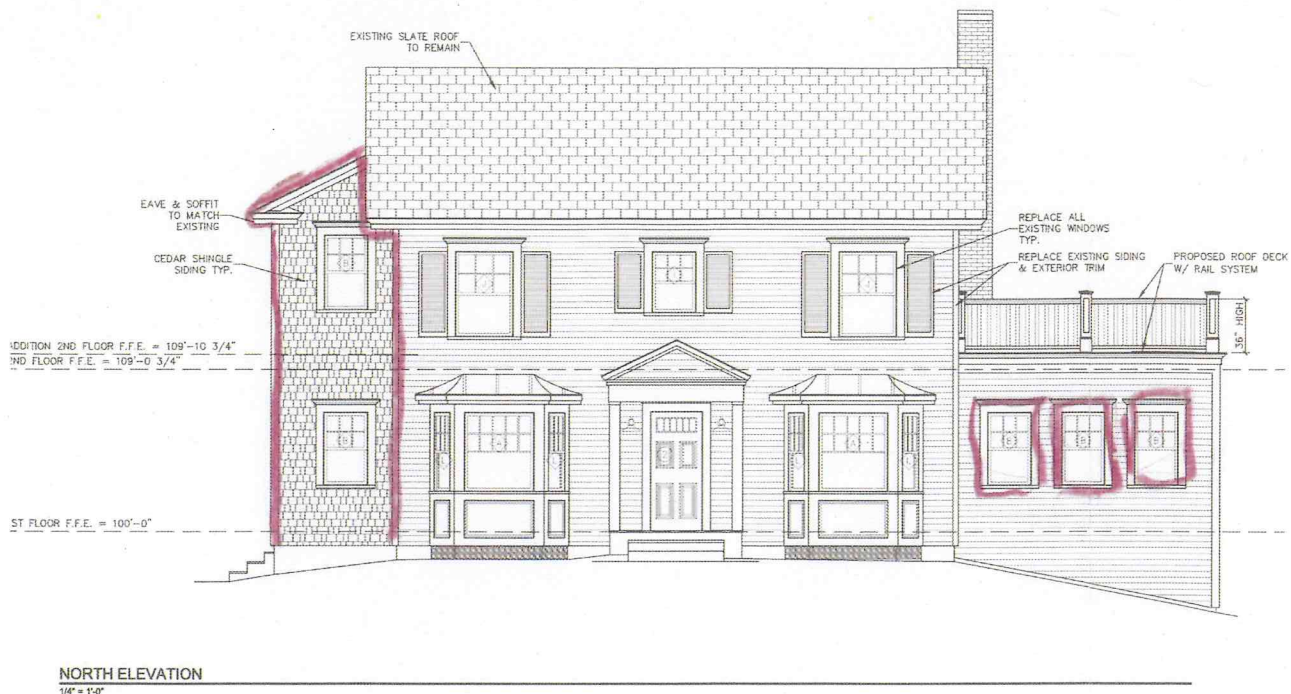 EXISTING SLATE ROOF
TO REMAIN
EAVE & SOFFIT
TO MATCH
EXISTING
CEDAR SHINGLE
SIDING TYP.
REPLACE ALL
EXISTING WINDOWS
TYP.
REPLACE EXISTING SIDING
& EXTERIOR TRIM
PROPOSED ROOF DECK
W/ RAIL SYSTEM
36" HIGH
DDITION 2ND FLOOR F.F.E. = 109'-10 3/4"
ND FLOOR F.F.E. = 109'-0 3/4"
ST FLOOR F.F.E. = 100'-0"
B
B
A
A
B
NORTH ELEVATION
1/4" = 1'-0"